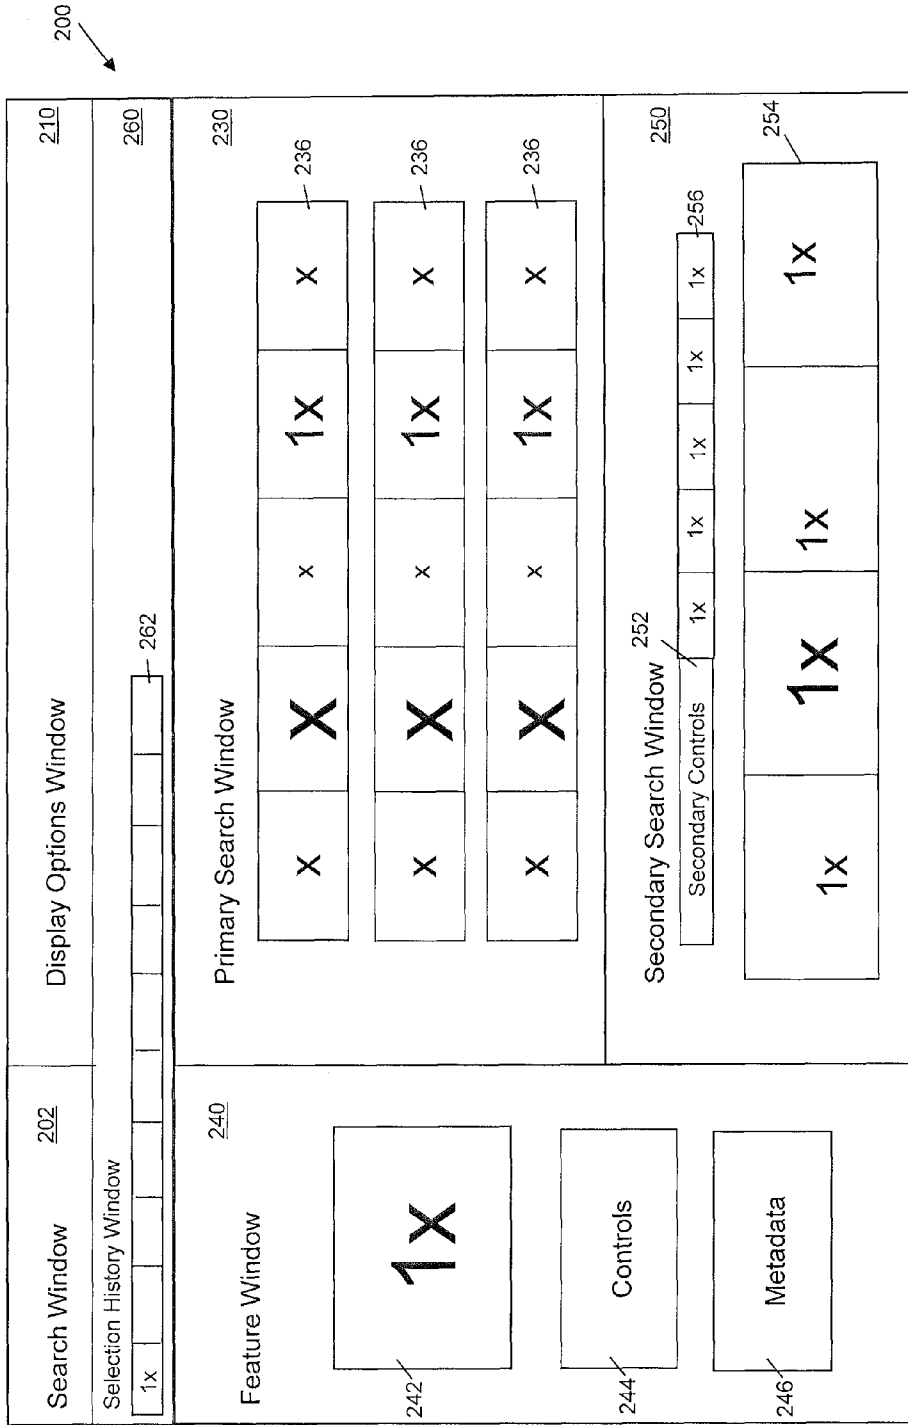 200
Search Window 202
Display Options Window 210
Selection History Window 260
1x
262
Feature Window 240
1x
242
Controls
244
Metadata
246
Primary Search Window 230
x X x 1x x 236
x X x 1x x 236
x X x 1x x 236
Secondary Search Window 250
252
Secondary Controls 1x 1x 1x 1x 1x 256
1x 1x 1x 1x 254